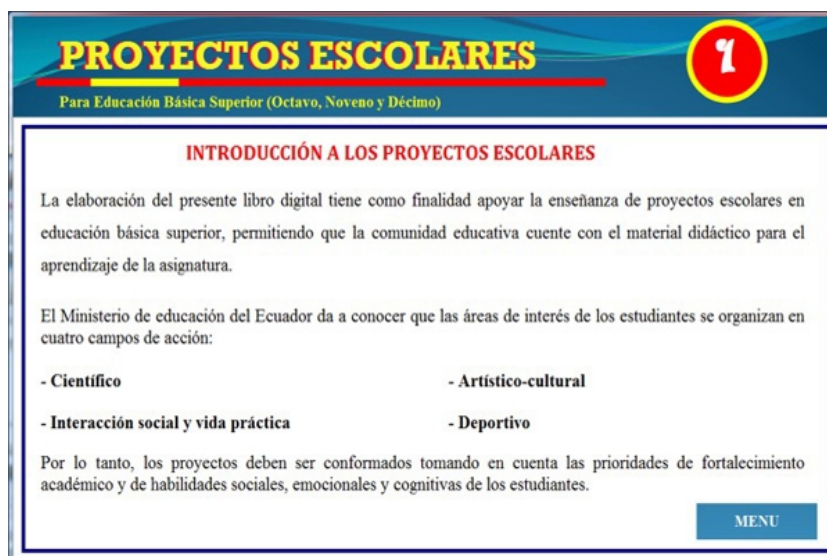 PROYECTOS ESCOLARES
1
Para Educación Básica Superior (Octavo, Noveno y Décimo)
INTRODUCCIÓN A LOS PROYECTOS ESCOLARES
La elaboración del presente libro digital tiene como finalidad apoyar la enseñanza de proyectos escolares en
educación básica superior, permitiendo que la comunidad educativa cuente con el material didáctico para el
aprendizaje de la asignatura.
El Ministerio de educación del Ecuador da a conocer que las áreas de interés de los estudiantes se organizan en
cuatro campos de acción:
- Científico
- Artístico-cultural
- Interacción social y vida práctica
- Deportivo
Por lo tanto, los proyectos deben ser conformados tomando en cuenta las prioridades de fortalecimiento
académico y de habilidades sociales, emocionales y cognitivas de los estudiantes.
MENU